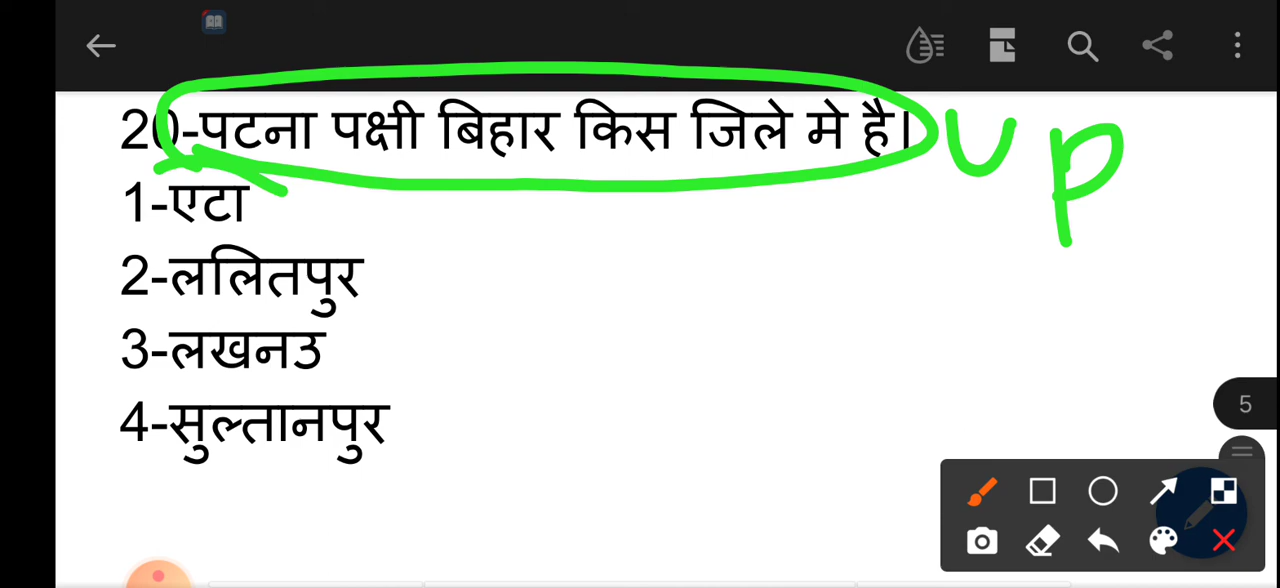 20-पटना पक्षी बिहार किस जिले मे है। UP
1-एटा
2-ललितपुर
3-लखनउ
4-सुल्तानपुर
5